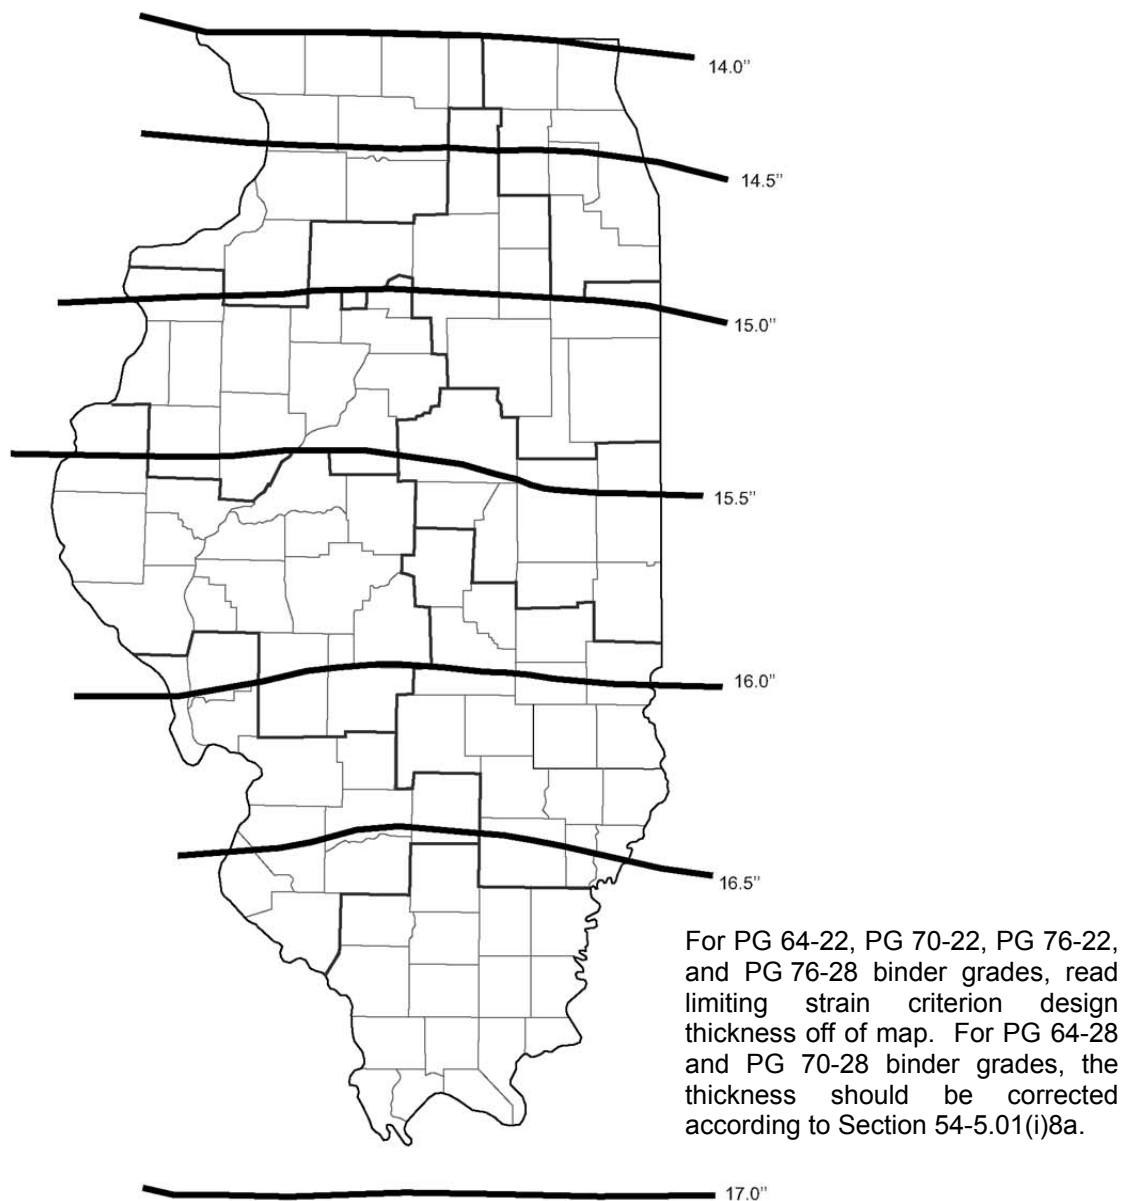 14.0”
14.5”
15.0”
15.5”
16.0”
16.5”
For PG 64-22, PG 70-22, PG 76-22,
and PG 76-28 binder grades, read
limiting strain criterion design
thickness off of map. For PG 64-28
and PG 70-28 binder grades, the
thickness should be corrected
according to Section 54-5.01(i)8a.
17.0”